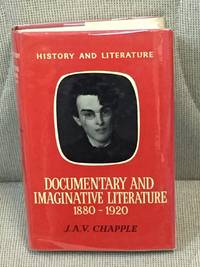 HISTORY AND LITERATURE
DOCUMENTARY AND
IMAGINATIVE LITERATURE
1880-1920
J.A.V. CHAPPLE